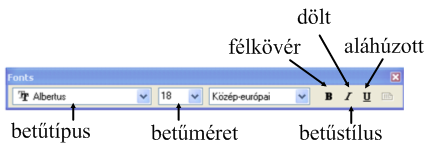 dőlt
félkövér
aláhúzott
Fonts
Albertus 18 Közép-európai B I U
betűtípus betűméret betűstílus